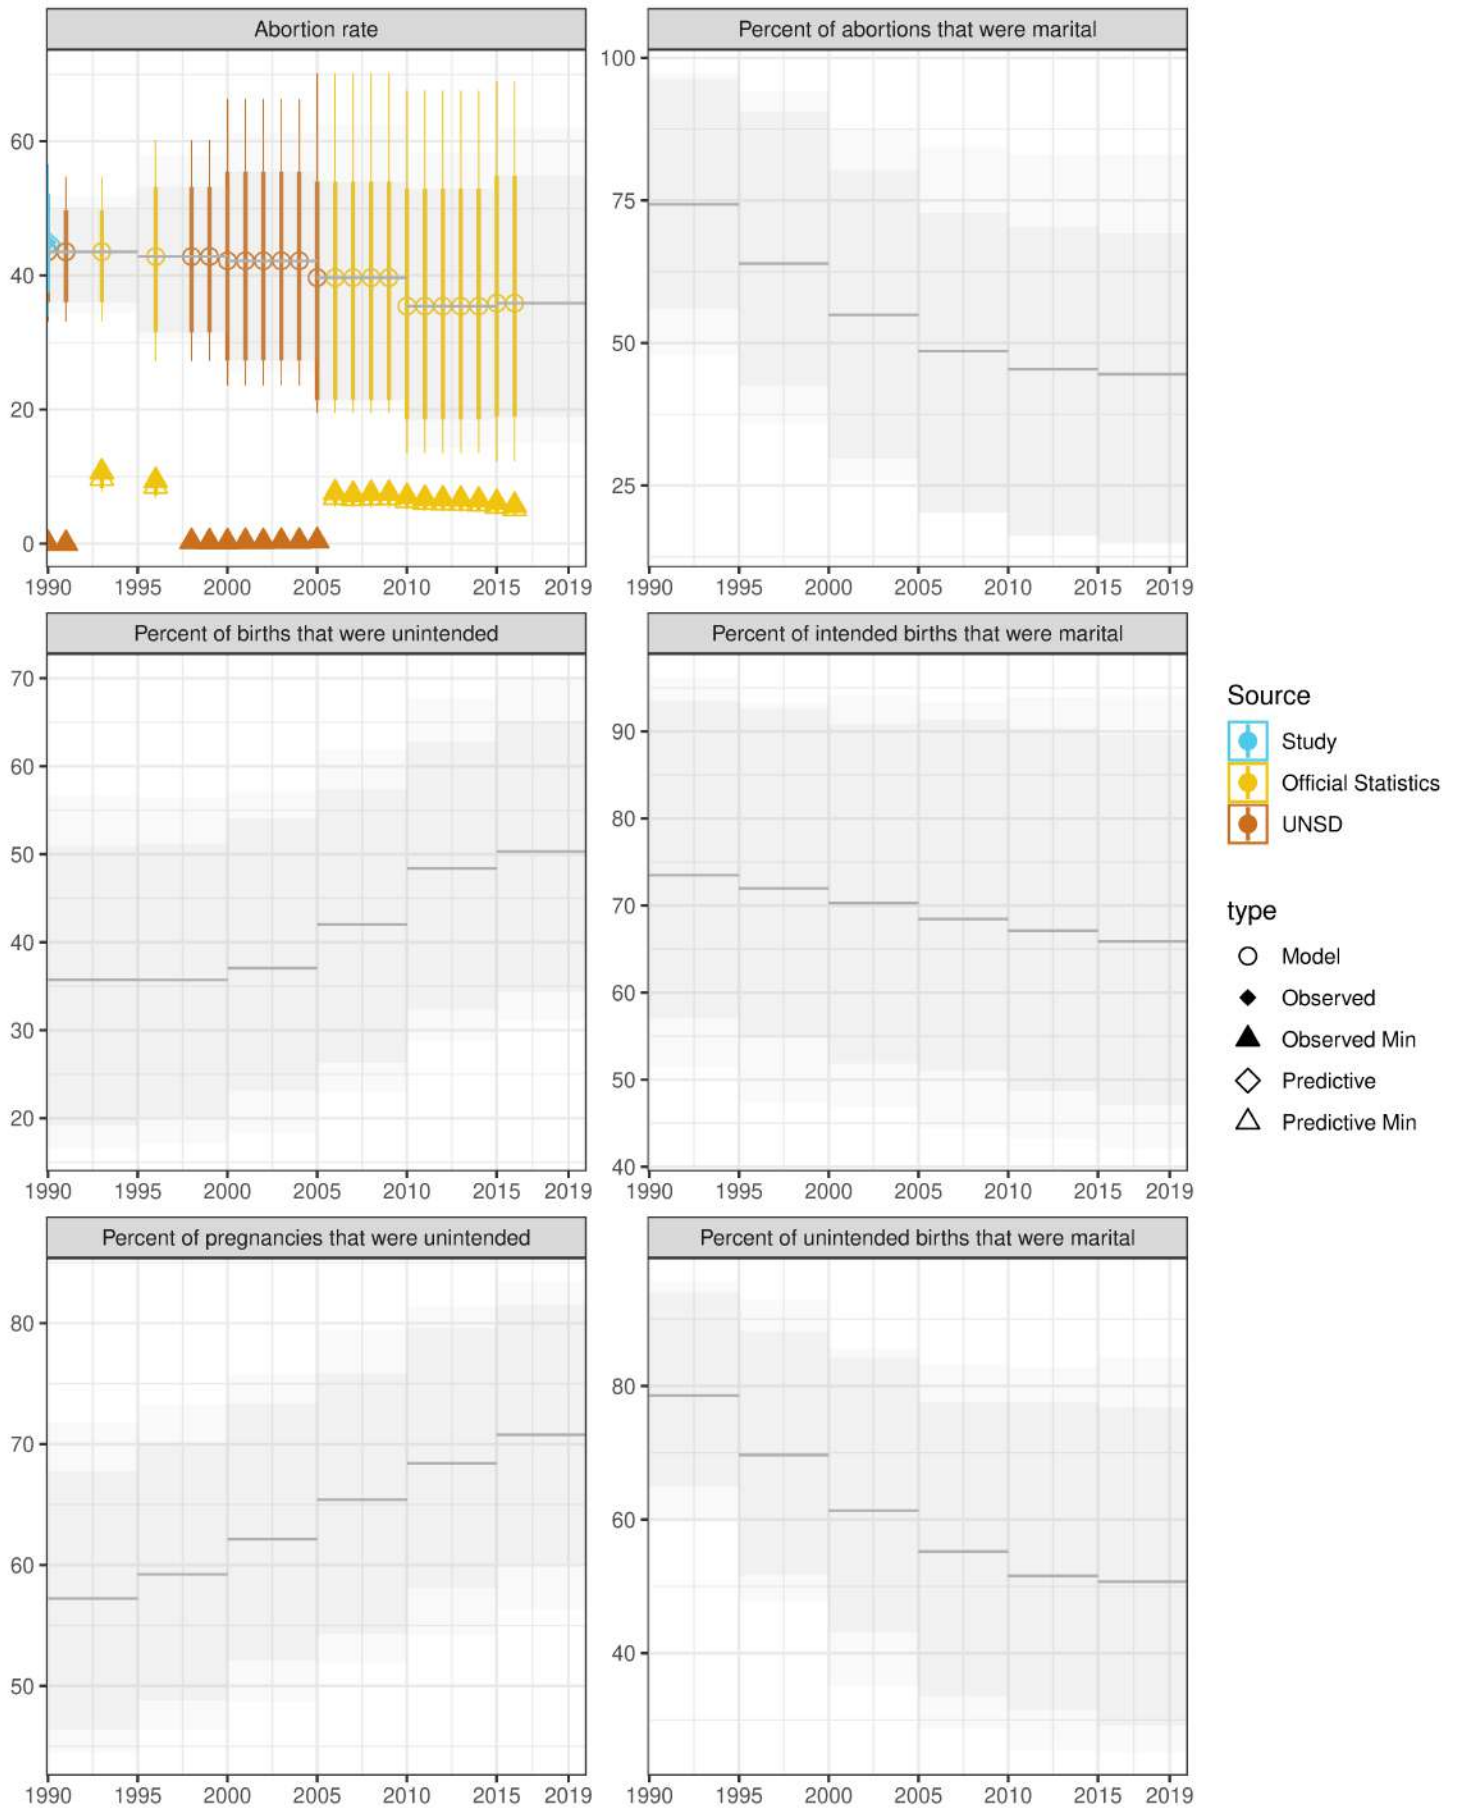 Abortion rate
Percent of abortions that were marital
60
40
20
0
1990 1995 2000 2005 2010 2015 2019
100
75
50
25
1990 1995 2000 2005 2010 2015 2019
Percent of births that were unintended
Percent of intended births that were marital
70
60
50
40
30
20
1990 1995 2000 2005 2010 2015 2019
90
80
70
60
50
40
1990 1995 2000 2005 2010 2015 2019
Percent of pregnancies that were unintended
Percent of unintended births that were marital
80
70
60
50
1990 1995 2000 2005 2010 2015 2019
80
60
40
1990 1995 2000 2005 2010 2015 2019
Source
Study
Official Statistics
UNSD
type
Model
Observed
Observed Min
Predictive
Predictive Min